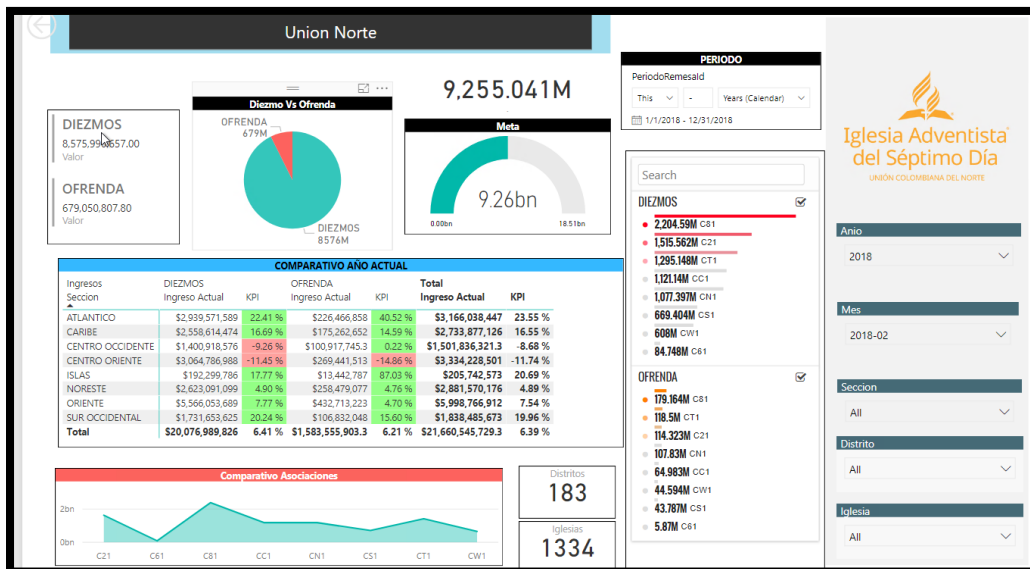 Union Norte
DIEZMOS
Valor
OFRENDA
679,050,807.80
Valor
Diezmo Vs Ofrenda
OFRENDA
679M
DIEZMOS
8576M
9,255.041M
Meta
9.26bn
0.00bn
18.51bn
PERIODO
PeriodoRemesaId
This - Years (Calendar)
1/1/2018 - 12/31/2018
COMPARATIVO AÑO ACTUAL
Ingresos DIEZMOS OFRENDA Total
Seccion Ingreso Actual KPI Ingreso Actual KPI Ingreso Actual KPI
ATLANTICO $2,939,571,589 22.41 % $226,466,858 40.52 % $3,166,038,447 23.55 %
CARIBE $2,558,614,474 16.69 % $175,262,652 14.59 % $2,733,877,126 16.55 %
CENTRO OCCIDENTE $1,400,918,576 -9.26 % $100,917,745.3 0.22 % $1,501,836,321.3 -8.68 %
CENTRO ORIENTE $3,064,786,988 -11.45 % $269,441,513 -14.86 % $3,334,228,501 -11.74 %
ISLAS $192,299,786 17.77 % $13,442,787 87.03 % $205,742,573 20.69 %
NORESTE $2,623,091,099 4.90 % $258,479,077 4.76 % $2,881,570,176 4.89 %
ORIENTE $5,566,053,689 7.77 % $432,713,223 4.70 % $5,998,766,912 7.54 %
SUR OCCIDENTAL $1,731,653,625 20.24 % $106,832,048 15.60 % $1,838,485,673 19.96 %
Total $20,076,989,826 6.41 % $1,583,555,903.3 6.21 % $21,660,545,729.3 6.39 %
Comparativo Asociaciones
2bn
0bn
C21 C61 C81 CC1 CN1 CS1 CT1 CW1
Distritos
183
Iglesias
1334
Search
DIEZMOS
2,204.59M C81
1,515.562M C21
1,295.148M CT1
1,121.14M CC1
1,077.397M CN1
669.404M CS1
608M CW1
84.748M C61
OFRENDA
179.164M C81
118.5M CT1
114.323M C21
107.83M CN1
64.983M CC1
44.594M CW1
43.787M CS1
5.87M C61
Iglesia Adventista
del Séptimo Día
UNIÓN COLOMBIANA DEL NORTE
Anio
2018
Mes
2018-02
Seccion
All
Distrito
All
Iglesia
All